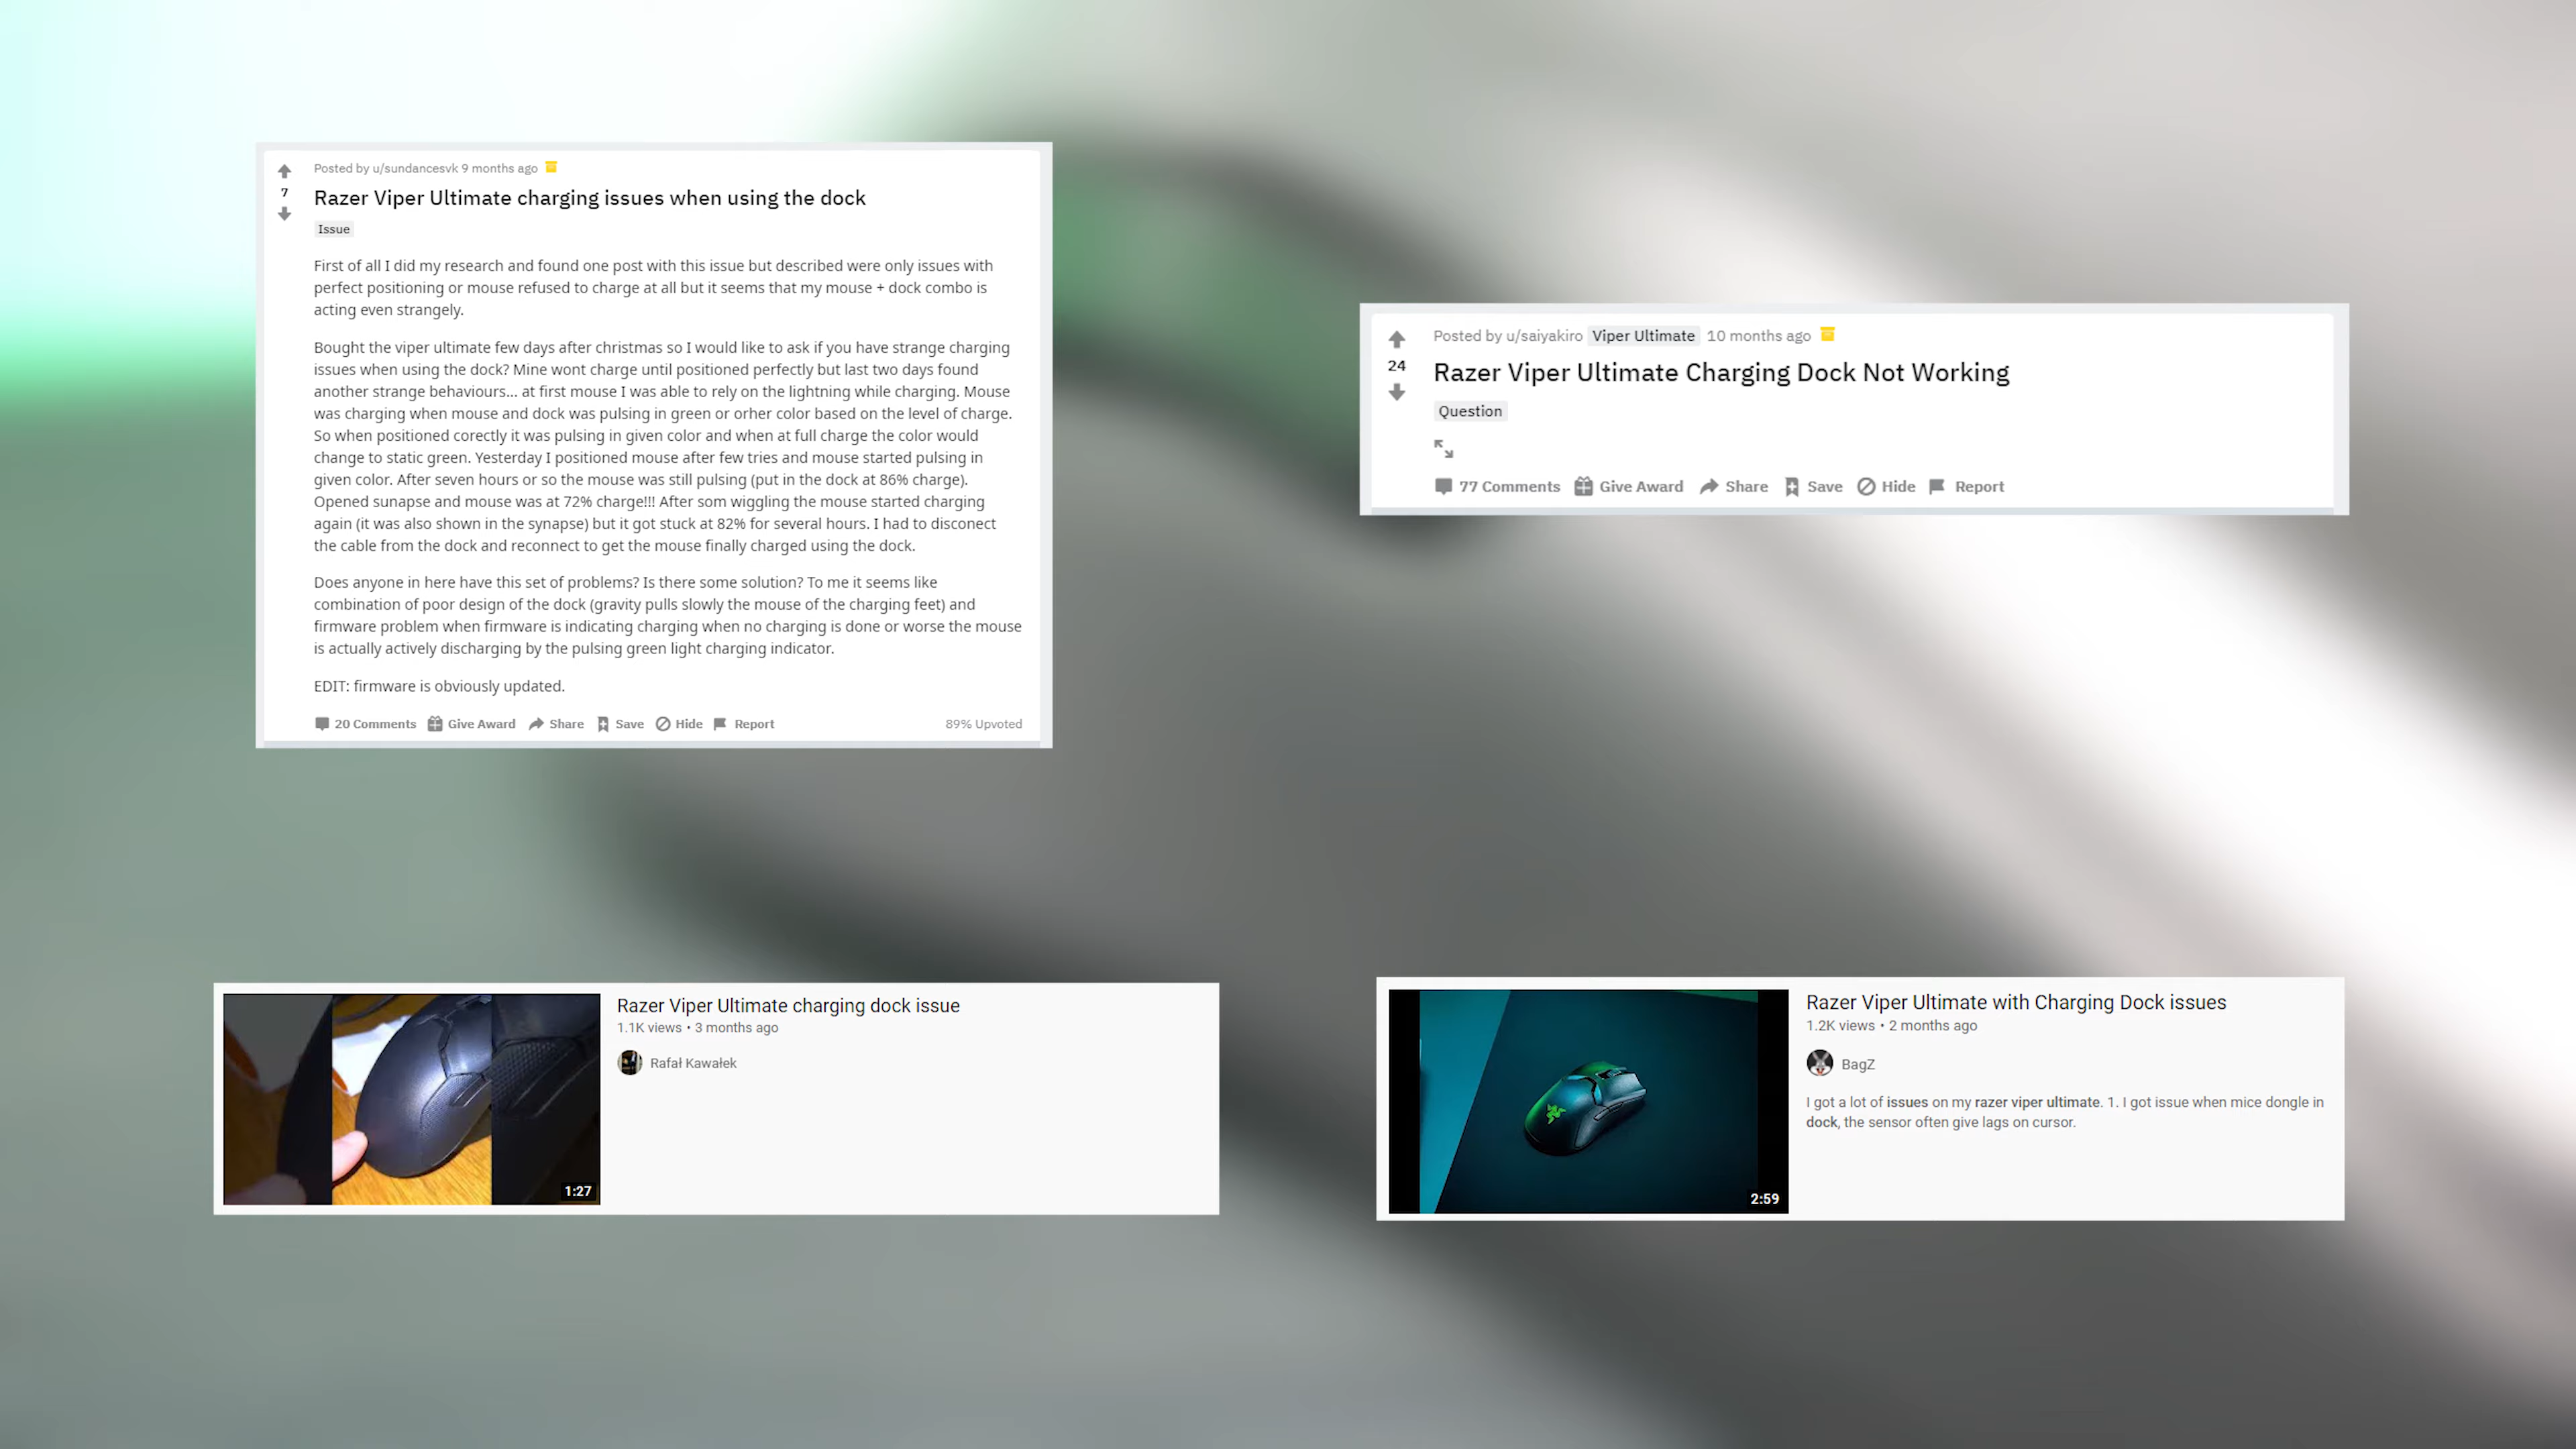 Posted by u/sundancesvk 9 months ago
7
Razer Viper Ultimate charging issues when using the dock
Issue
First of all I did my research and found one post with this issue but described were only issues with
perfect positioning or mouse refused to charge at all but it seems that my mouse + dock combo is
acting even strangely.
Bought the viper ultimate few days after christmas so I would like to ask if you have strange charging
issues when using the dock? Mine wont charge until positioned perfectly but last two days found
another strange behaviours... at first mouse I was able to rely on the lightning while charging. Mouse
was charging when mouse and dock was pulsing in green or orher color based on the level of charge.
So when positioned corectly it was pulsing in given color and when at full charge the color would
change to static green. Yesterday I positioned mouse after few tries and mouse started pulsing in
given color. After seven hours or so the mouse was still pulsing (put in the dock at 86% charge).
Opened sunapse and mouse was at 72% charge!!! After som wiggling the mouse started charging
again (it was also shown in the synapse) but it got stuck at 82% for several hours. I had to disconect
the cable from the dock and reconnect to get the mouse finally charged using the dock.
Does anyone in here have this set of problems? Is there some solution? To me it seems like
combination of poor design of the dock (gravity pulls slowly the mouse of the charging feet) and
firmware problem when firmware is indicating charging when no charging is done or worse the mouse
is actually actively discharging by the pulsing green light charging indicator.
EDIT: firmware is obviously updated.
20 Comments Give Award Share Save Hide Report 89% Upvoted
Posted by u/saiyakiro Viper Ultimate 10 months ago
24
Razer Viper Ultimate Charging Dock Not Working
Question
77 Comments Give Award Share Save Hide Report
Razer Viper Ultimate charging dock issue
1.1K views • 3 months ago
Rafał Kawałek
1:27
Razer Viper Ultimate with Charging Dock issues
1.2K views • 2 months ago
BagZ
I got a lot of issues on my razer viper ultimate. 1. I got issue when mice dongle in
dock, the sensor often give lags on cursor.
2:59